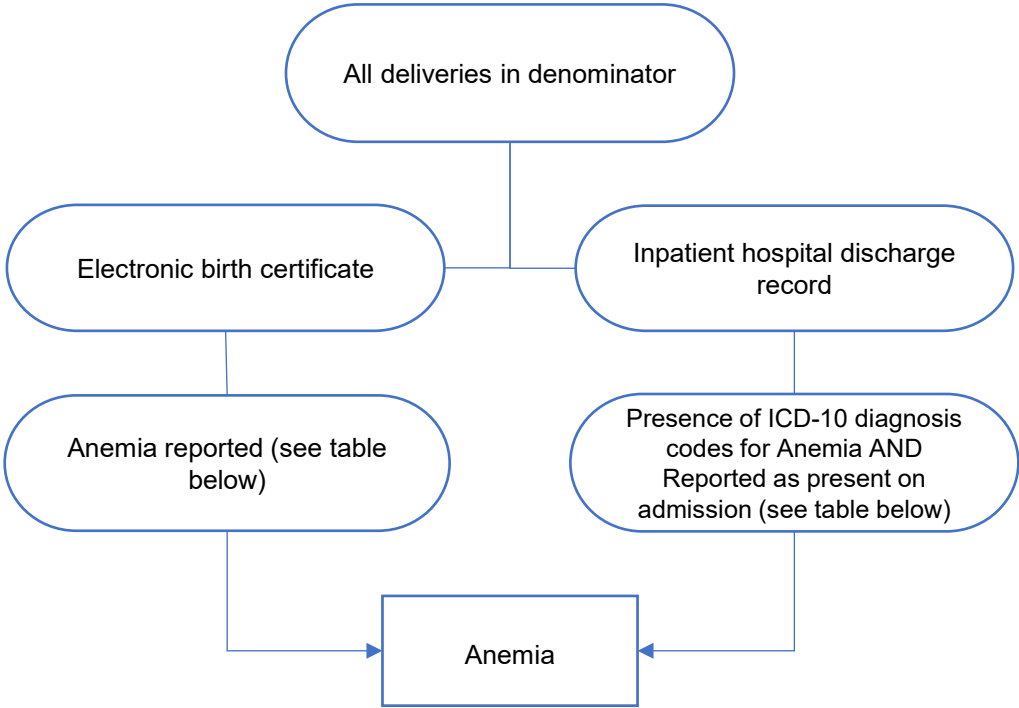 All deliveries in denominator
Electronic birth certificate
Inpatient hospital discharge
record
Anemia reported (see table
below)
Presence of ICD-10 diagnosis
codes for Anemia AND
Reported as present on
admission (see table below)
Anemia